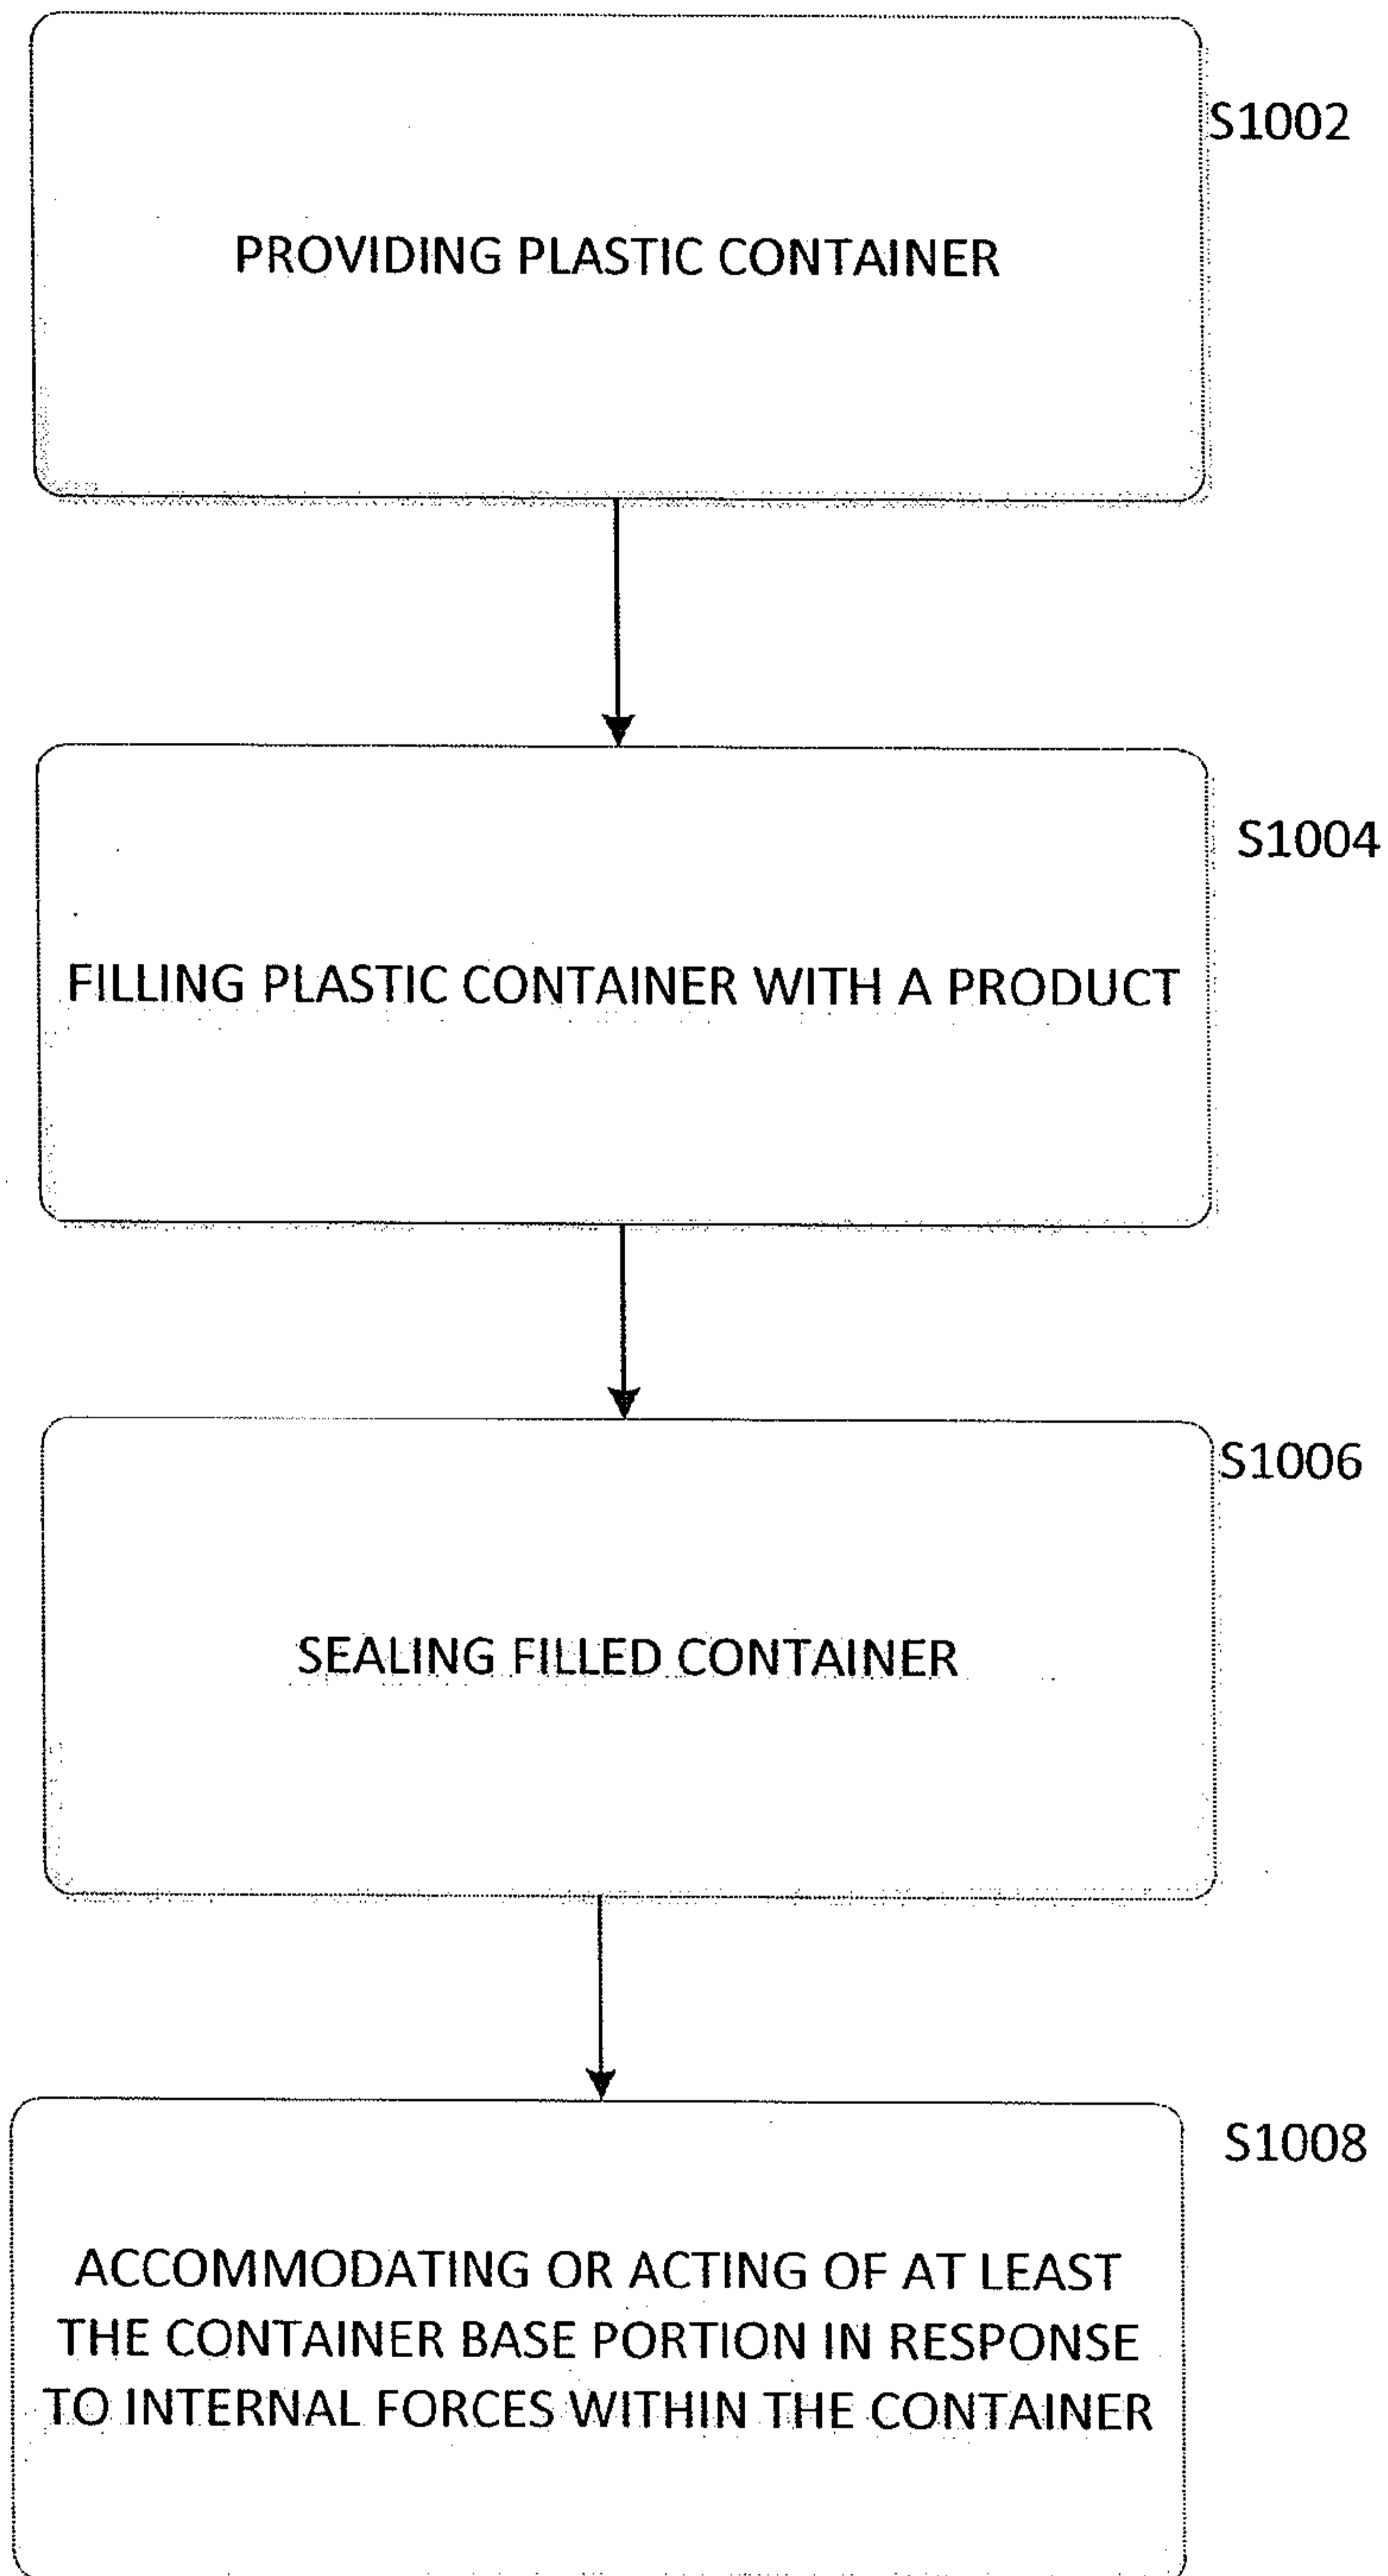 S1002
PROVIDING PLASTIC CONTAINER
S1004
FILLING PLASTIC CONTAINER WITH A PRODUCT
S1006
SEALING FILLED CONTAINER
S1008
ACCOMMODATING OR ACTING OF AT LEAST
THE CONTAINER BASE PORTION IN RESPONSE
TO INTERNAL FORCES WITHIN THE CONTAINER